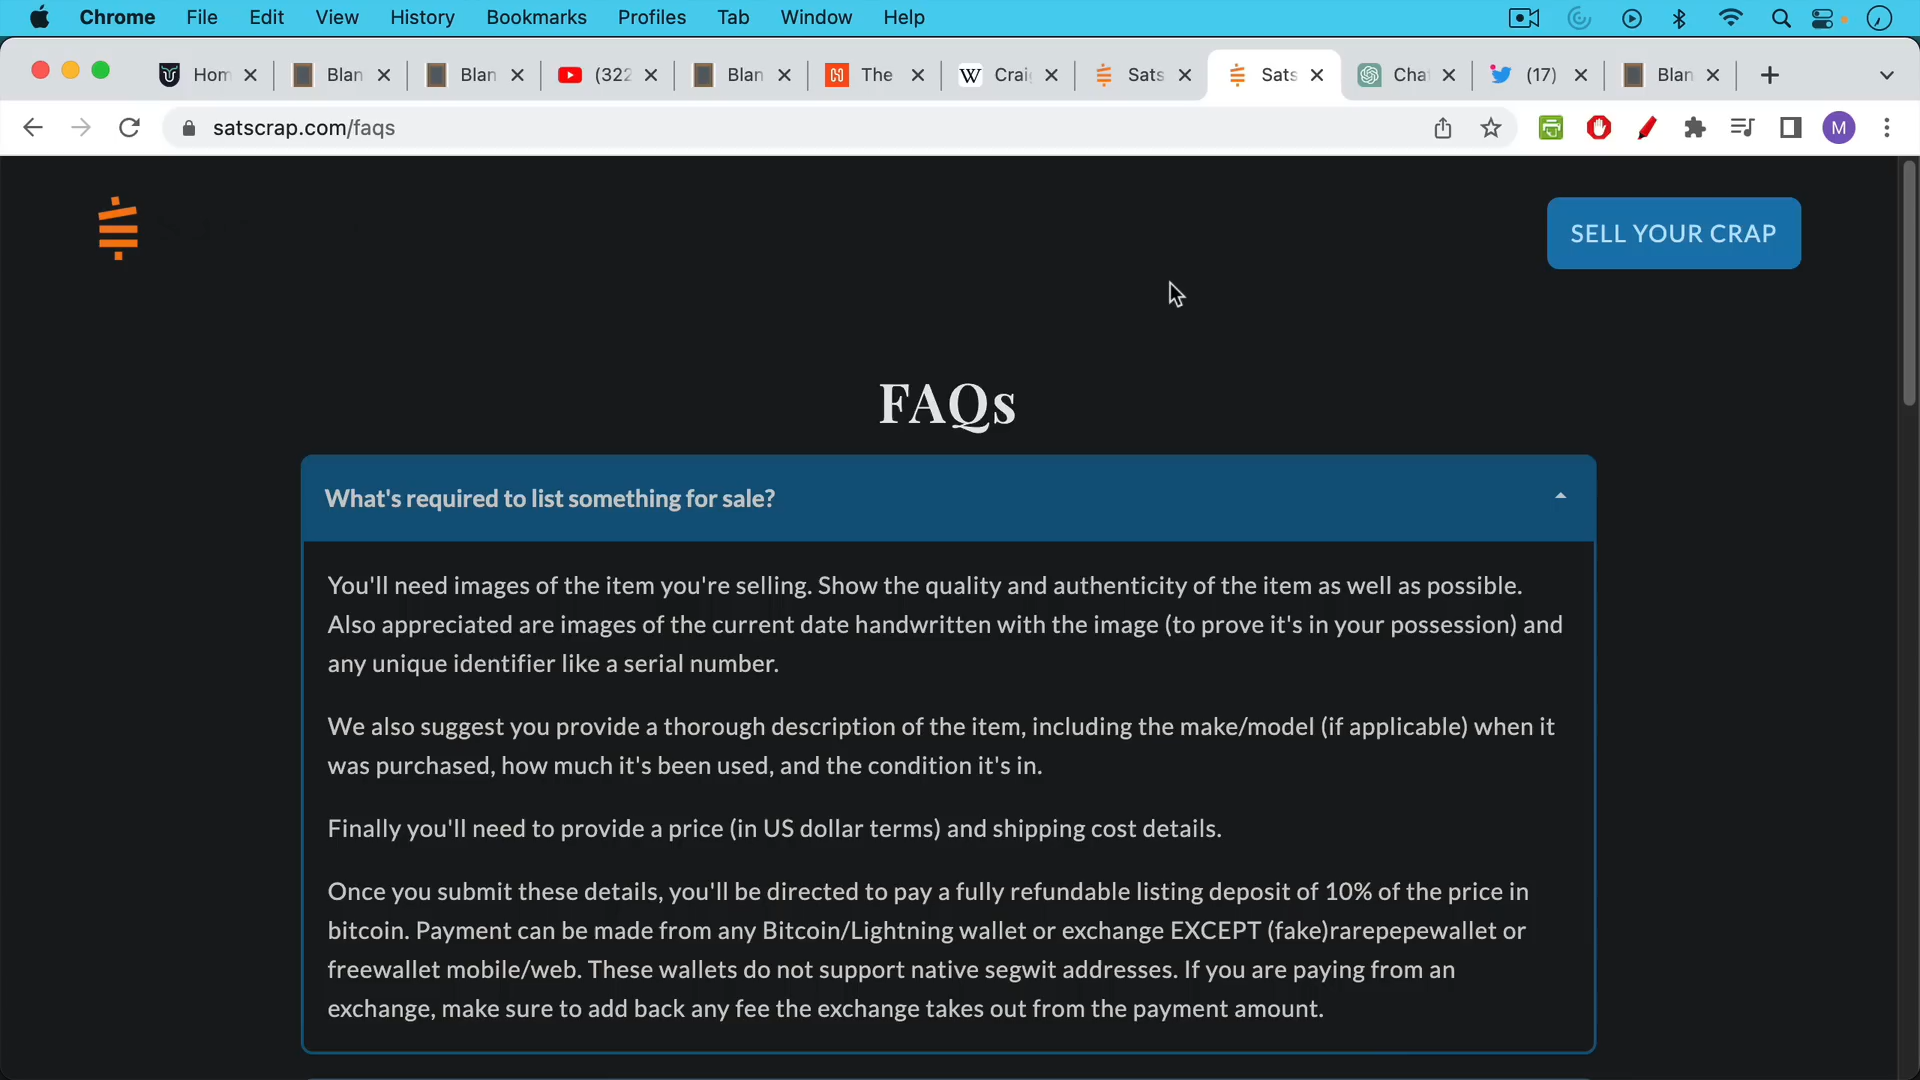 Chrome File Edit View History Bookmarks Profiles Tab Window Help
Hom Blan Blan (322 Blan The Crai Sats Sats Chat (17) Blan
satscrap.com/faqs
M
SELL YOUR CRAP
FAQs
What's required to list something for sale?
You'll need images of the item you're selling. Show the quality and authenticity of the item as well as possible.
Also appreciated are images of the current date handwritten with the image (to prove it's in your possession) and
any unique identifier like a serial number.
We also suggest you provide a thorough description of the item, including the make/model (if applicable) when it
was purchased, how much it's been used, and the condition it's in.
Finally you'll need to provide a price (in US dollar terms) and shipping cost details.
Once you submit these details, you'll be directed to pay a fully refundable listing deposit of 10% of the price in
bitcoin. Payment can be made from any Bitcoin/Lightning wallet or exchange EXCEPT (fake)rarepepewallet or
freewallet mobile/web. These wallets do not support native segwit addresses. If you are paying from an
exchange, make sure to add back any fee the exchange takes out from the payment amount.